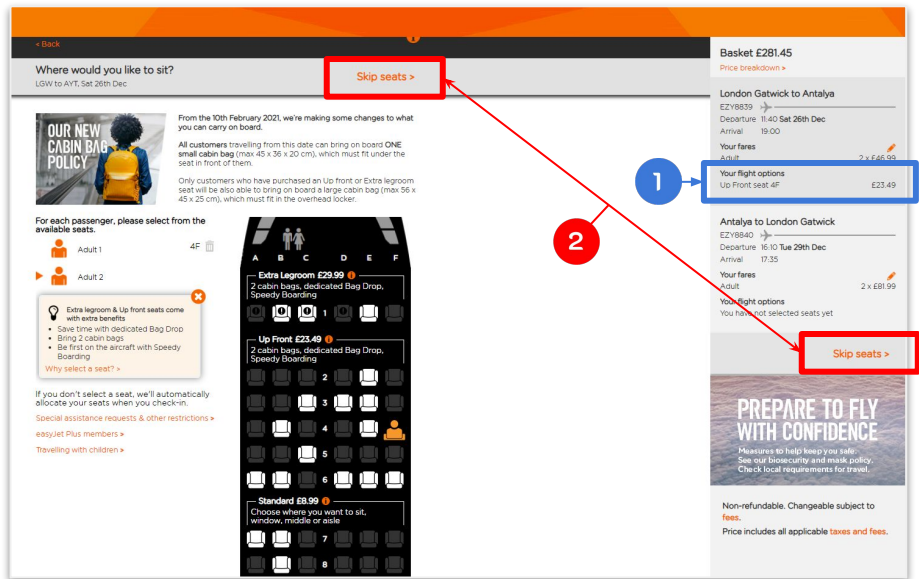 < Back
Where would you like to sit?
LGW to AYT, Sat 26th Dec
Skip seats >
OUR NEW
CABIN BAG
POLICY
From the 10th February 2021, we're making some changes to what
you can carry on board.
All customers travelling from this date can bring on board ONE
small cabin bag (max 45 x 36 x 20 cm), which must fit under the
seat in front of them.
Only customers who have purchased an Up front or Extra legroom
seat will be also able to bring on board a large cabin bag (max 56 x
45 x 25 cm), which must fit in the overhead locker.
For each passenger, please select from the
available seats.
Adult 1 4F
Adult 2
Extra legroom & Up front seats come
with extra benefits
• Save time with dedicated Bag Drop
• Bring 2 cabin bags
• Be first on the aircraft with Speedy
Boarding
Why select a seat? >
If you don't select a seat, we'll automatically
allocate your seats when you check-in.
Special assistance requests & other restrictions >
easyJet Plus members >
Travelling with children >
A B C D E F
Extra Legroom £29.99
2 cabin bags, dedicated Bag Drop,
Speedy Boarding
1
Up Front £23.49
2 cabin bags, dedicated Bag Drop,
Speedy Boarding
2
3
4
5
6
Standard £8.99
Choose where you want to sit,
window, middle or aisle
7
8
1
2
Basket £281.45
Price breakdown >
London Gatwick to Antalya
EZY8839
Departure 11:40 Sat 26th Dec
Arrival 19:00
Your fares
Adult 2 x £46.99
Your flight options
Up Front seat 4F £23.49
Antalya to London Gatwick
EZY8840
Departure 16:10 Tue 29th Dec
Arrival 17:35
Your fares
Adult 2 x £81.99
Your flight options
You have not selected seats yet
Skip seats >
PREPARE TO FLY
WITH CONFIDENCE
Measures to help keep you safe.
See our biosecurity and mask policy.
Check local requirements for travel.
Non-refundable. Changeable subject to
fees.
Price includes all applicable taxes and fees.